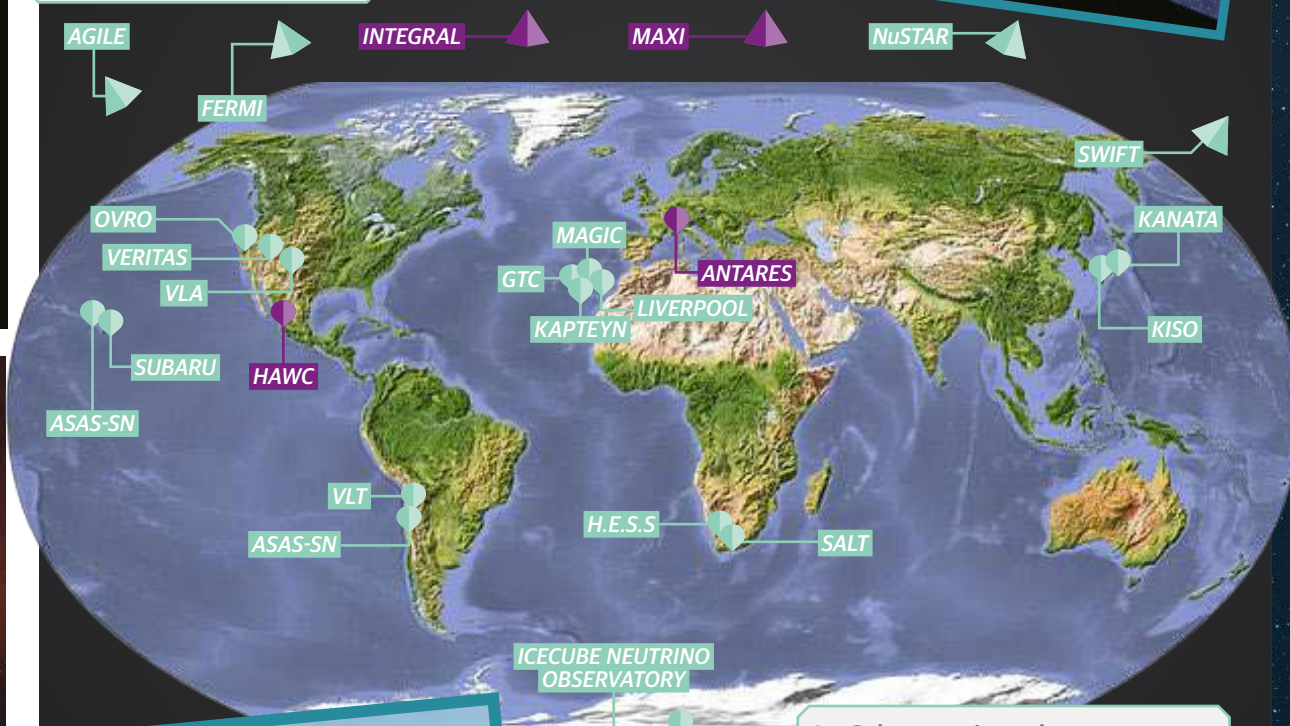 AGILE
FERMI
INTEGRAL
MAXI
NuSTAR
SWIFT
OVRO
VERITAS
VLA
MAGIC
GTC
ANTARES
LIVERPOOL
KAPTEYN
KANATA
KISO
SUBARU
HAWC
ASAS-SN
VLT
ASAS-SN
H.E.S.S
SALT
ICECUBE NEUTRINO
OBSERVATORY